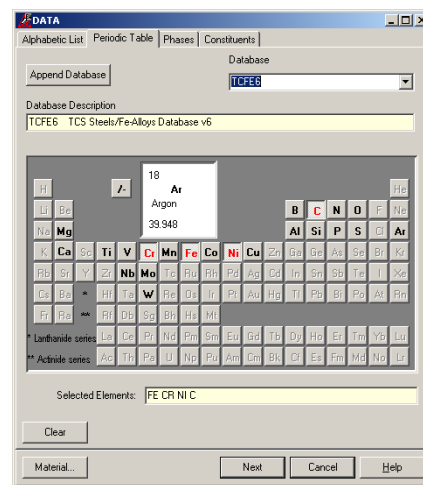 DATA
Alphabetic List Periodic Table Phases Constituents
Database
Append Database
TCFE6
Database Description
TCFE6 TCS Steels/Fe-Alloys Database v6
18
Ar
Argon
39.948
H /- He
Li Be B C N O F Ne
Na Mg Al Si P S Cl Ar
K Ca Sc Ti V Cr Mn Fe Co Ni Cu Zn Ga Ge As Se Br Kr
Rb Sr Y Zr Nb Mo Tc Ru Rh Pd Ag Cd In Sn Sb Te I Xe
Cs Ba * Hf Ta W Re Os Ir Pt Au Hg Tl Pb Bi Po At Rn
Fr Ra ** Rf Db Sg Bh Hs Mt
* Lanthanide series La Ce Pr Nd Pm Sm Eu Gd Tb Dy Ho Er Tm Yb Lu
** Actinide series Ac Th Pa U Np Pu Am Cm Bk Cf Es Fm Md No Lr
Selected Elements: FE CR NI C
Clear
Material... Next Cancel Help